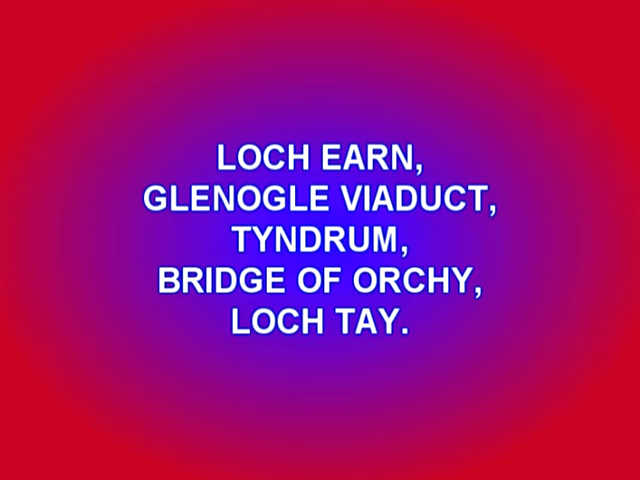 LOCH EARN,
GLENOGLE VIADUCT,
TYNDRUM,
BRIDGE OF ORCHY,
LOCH TAY.